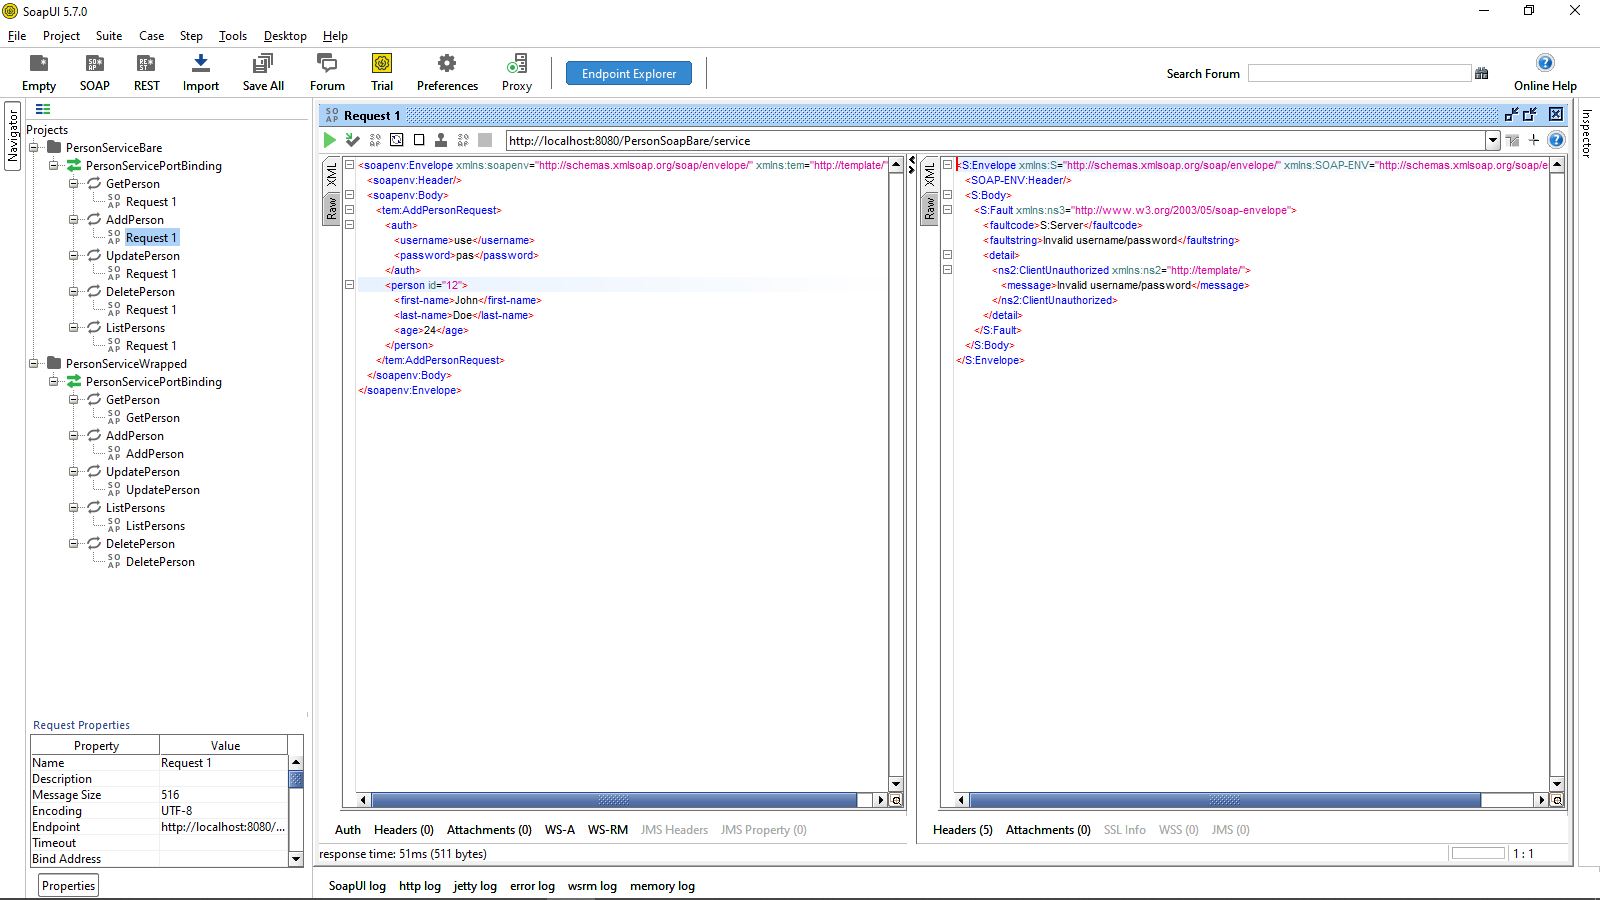 SoapUI 5.7.0
File Project Suite Case Step Tools Desktop Help
Empty SOAP REST Import Save All Forum Trial Preferences Proxy Endpoint Explorer Search Forum Online Help
Navigator
Projects
PersonServiceBare
PersonServicePortBinding
GetPerson
Request 1
AddPerson
Request 1
UpdatePerson
Request 1
DeletePerson
Request 1
ListPersons
Request 1
PersonServiceWrapped
PersonServicePortBinding
GetPerson
GetPerson
AddPerson
AddPerson
UpdatePerson
UpdatePerson
ListPersons
ListPersons
DeletePerson
DeletePerson
Request Properties
Property Value
Name Request 1
Description
Message Size 516
Encoding UTF-8
Endpoint http://localhost:8080/...
Timeout
Bind Address
Properties
Request 1
http://localhost:8080/PersonSoapBare/service
XML
Raw
<soapenv:Envelope xmlns:soapenv="http://schemas.xmlsoap.org/soap/envelope/" xmlns:tem="http://template/"
<soapenv:Header/>
<soapenv:Body>
<tem:AddPersonRequest>
<auth>
<username>use</username>
<password>pas</password>
</auth>
<person id="12">
<first-name>John</first-name>
<last-name>Doe</last-name>
<age>24</age>
</person>
</tem:AddPersonRequest>
</soapenv:Body>
</soapenv:Envelope>
Auth Headers (0) Attachments (0) WS-A WS-RM JMS Headers JMS Property (0)
XML
Raw
<S:Envelope xmlns:S="http://schemas.xmlsoap.org/soap/envelope/" xmlns:SOAP-ENV="http://schemas.xmlsoap.org/soap/e
<SOAP-ENV:Header/>
<S:Body>
<S:Fault xmlns:ns3="http://www.w3.org/2003/05/soap-envelope">
<faultcode>S:Server</faultcode>
<faultstring>Invalid username/password</faultstring>
<detail>
<ns2:ClientUnauthorized xmlns:ns2="http://template/">
<message>Invalid username/password</message>
</ns2:ClientUnauthorized>
</detail>
</S:Fault>
</S:Body>
</S:Envelope>
Headers (5) Attachments (0) SSL Info WSS (0) JMS (0)
response time: 51ms (511 bytes) 1 : 1
SoapUI log http log jetty log error log wsrm log memory log
Inspector